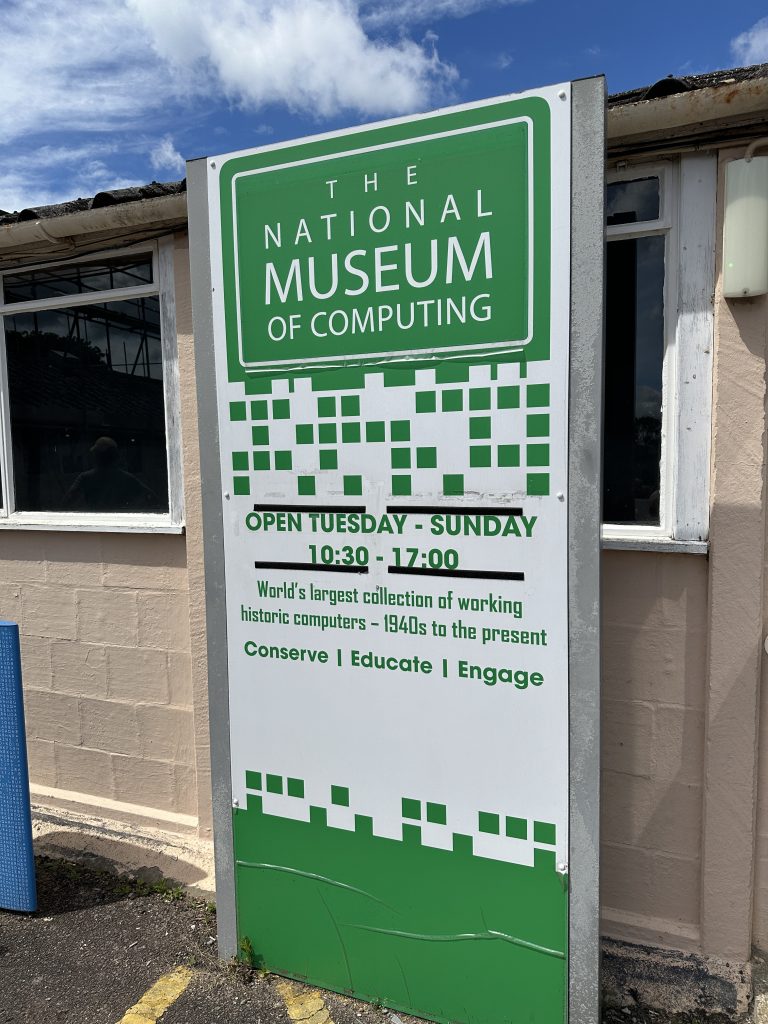 THE
NATIONAL
MUSEUM
OF COMPUTING
OPEN TUESDAY - SUNDAY
10:30 - 17:00
World's largest collection of working
historic computers – 1940s to the present
Conserve | Educate | Engage